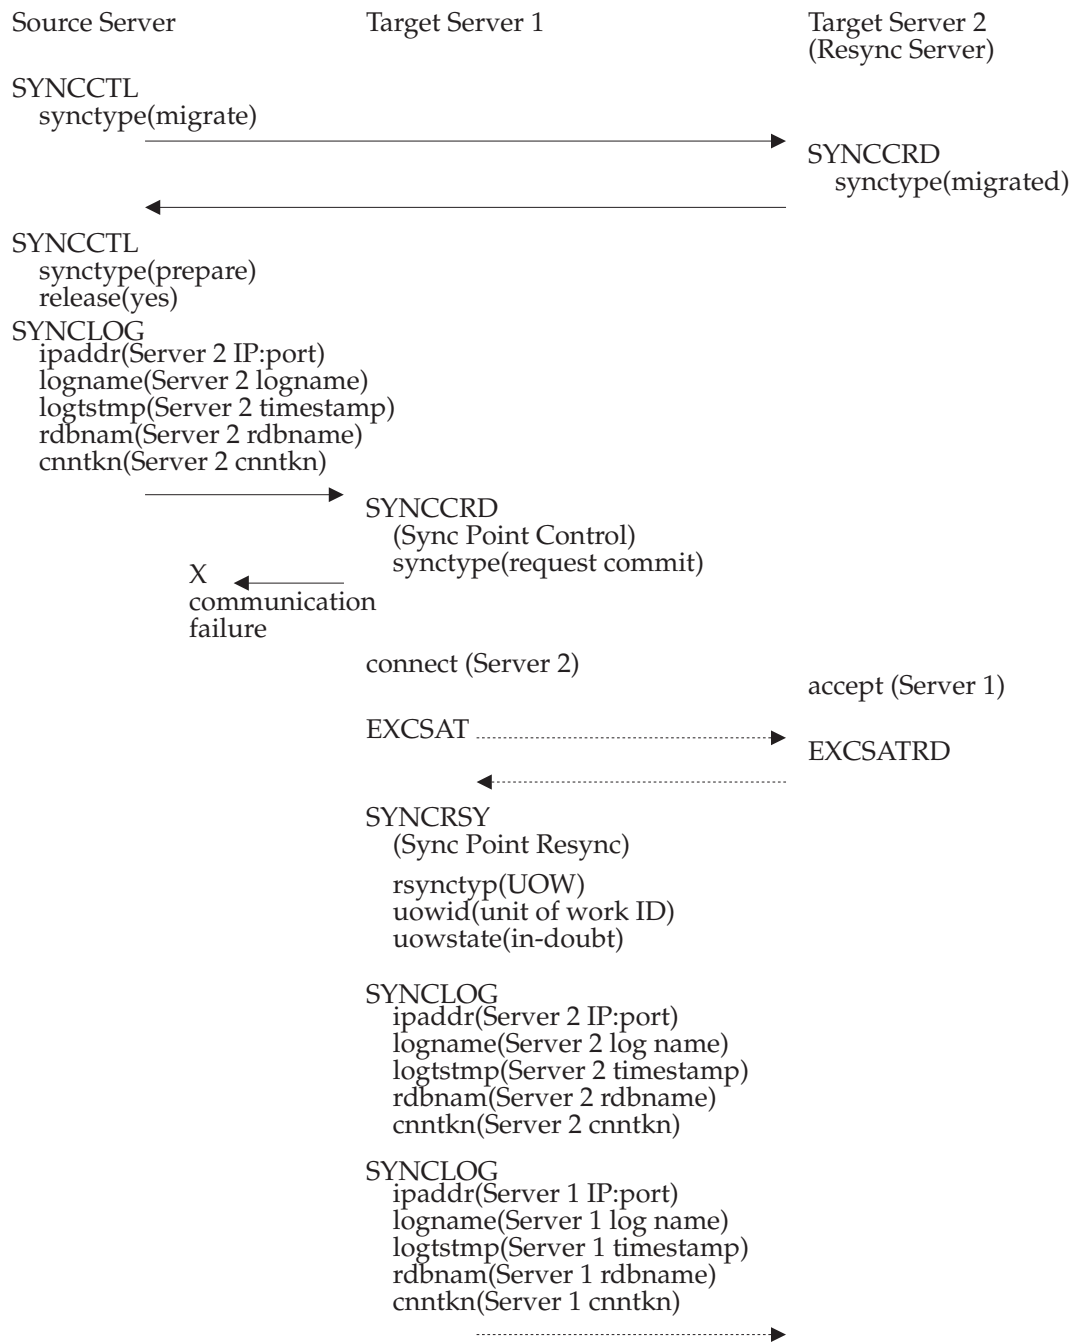 Source Server
Target Server 1
Target Server 2
(Resync Server)
SYNCCTL
synctype(migrate)
SYNCCRD
synctype(migrated)
SYNCCTL
synctype(prepare)
release(yes)
SYNCLOG
ipaddr(Server 2 IP:port)
logname(Server 2 logname)
logtstmp(Server 2 timestamp)
rdbnam(Server 2 rdbname)
cnntkn(Server 2 cnntkn)
SYNCCRD
(Sync Point Control)
synctype(request commit)
X
communication
failure
connect (Server 2)
accept (Server 1)
EXCSAT
EXCSATRD
SYNCRSY
(Sync Point Resync)
rsynctyp(UOW)
uowid(unit of work ID)
uowstate(in-doubt)
SYNCLOG
ipaddr(Server 2 IP:port)
logname(Server 2 log name)
logtstmp(Server 2 timestamp)
rdbnam(Server 2 rdbname)
cnntkn(Server 2 cnntkn)
SYNCLOG
ipaddr(Server 1 IP:port)
logname(Server 1 log name)
logtstmp(Server 1 timestamp)
rdbnam(Server 1 rdbname)
cnntkn(Server 1 cnntkn)